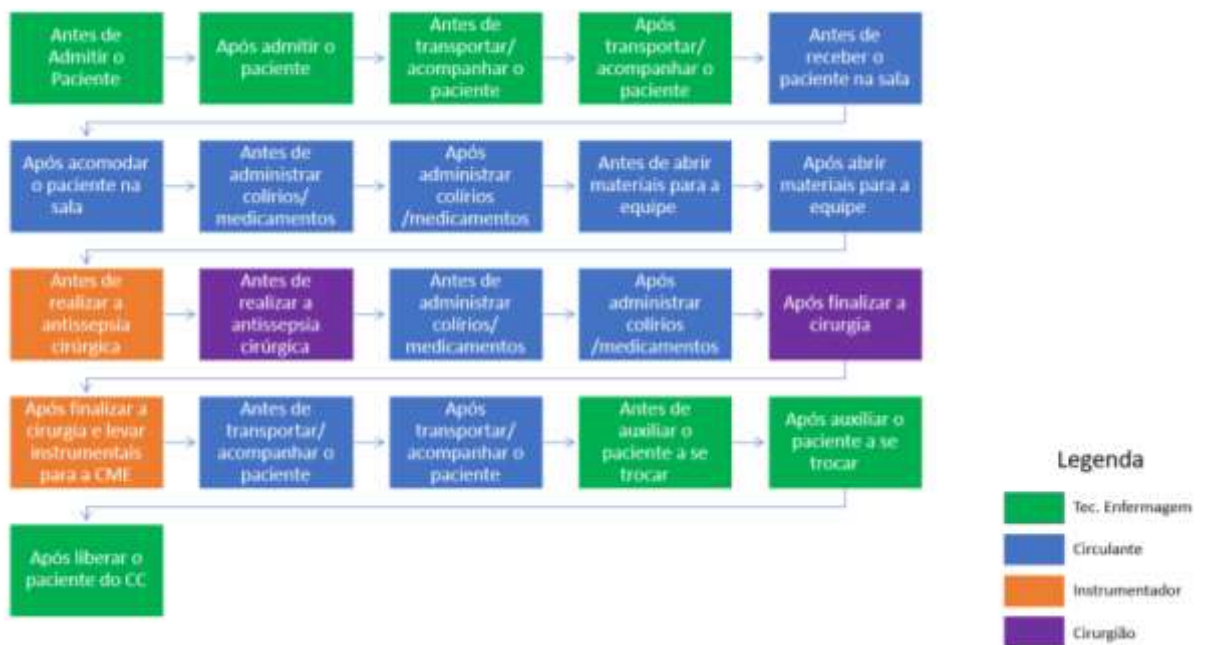 Antes de
Admitir o
Paciente
Após admitir o
paciente
Antes de
transportar/
acompanhar o
paciente
Após
transportar/
acompanhar o
paciente
Antes de
receber o
paciente na sala
Após acomodar
o paciente na
sala
Antes de
administrar
colírios/
medicamentos
Após
administrar
colírios
/medicamentos
Antes de abrir
materiais para a
equipe
Após abrir
materiais para a
equipe
Antes de
realizar a
antissepsia
cirúrgica
Antes de
realizar a
antissepsia
cirúrgica
Antes de
administrar
colírios/
medicamentos
Após
administrar
colírios
/medicamentos
Após finalizar a
cirurgia
Após finalizar a
cirurgia e levar
instrumentais
para a CME
Antes de
transportar/
acompanhar o
paciente
Após
transportar/
acompanhar o
paciente
Antes de
auxiliar o
paciente a se
trocar
Após auxiliar o
paciente a se
trocar
Após liberar o
paciente do CC
Legenda
Tec. Enfermagem
Circulante
Instrumentador
Cirurgião